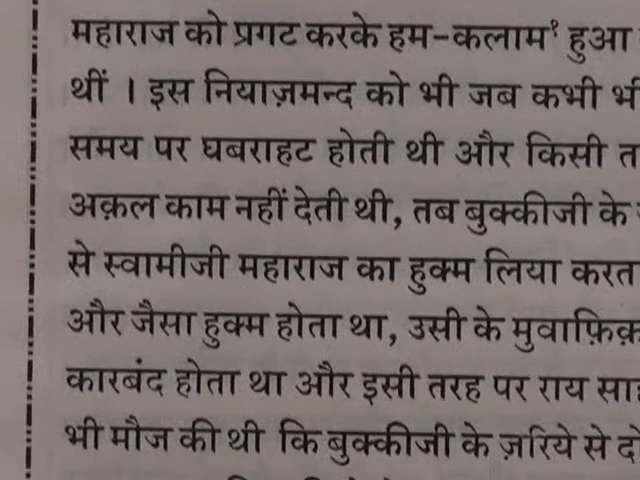 महाराज को प्रगट करके हम-कलाम¹ हुआ
थीं । इस नियाज़मन्द को भी जब कभी
समय पर घबराहट होती थी और किसी
अक़ल काम नहीं देती थी, तब बुक्कीजी के
से स्वामीजी महाराज का हुक्म लिया
और जैसा हुक्म होता था, उसी के
कारबंद होता था और इसी तरह पर राय
भी मौज की थी कि बुक्कीजी के ज़रिये से